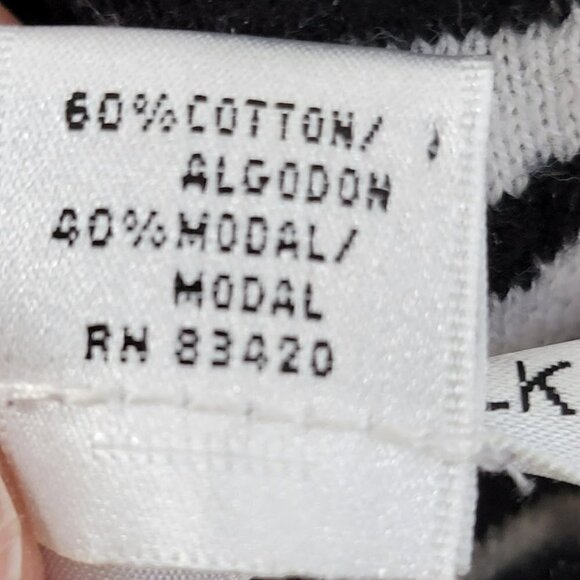 60% COTTON/
ALGODON
40% MODAL/
MODAL
RN 83420
-K